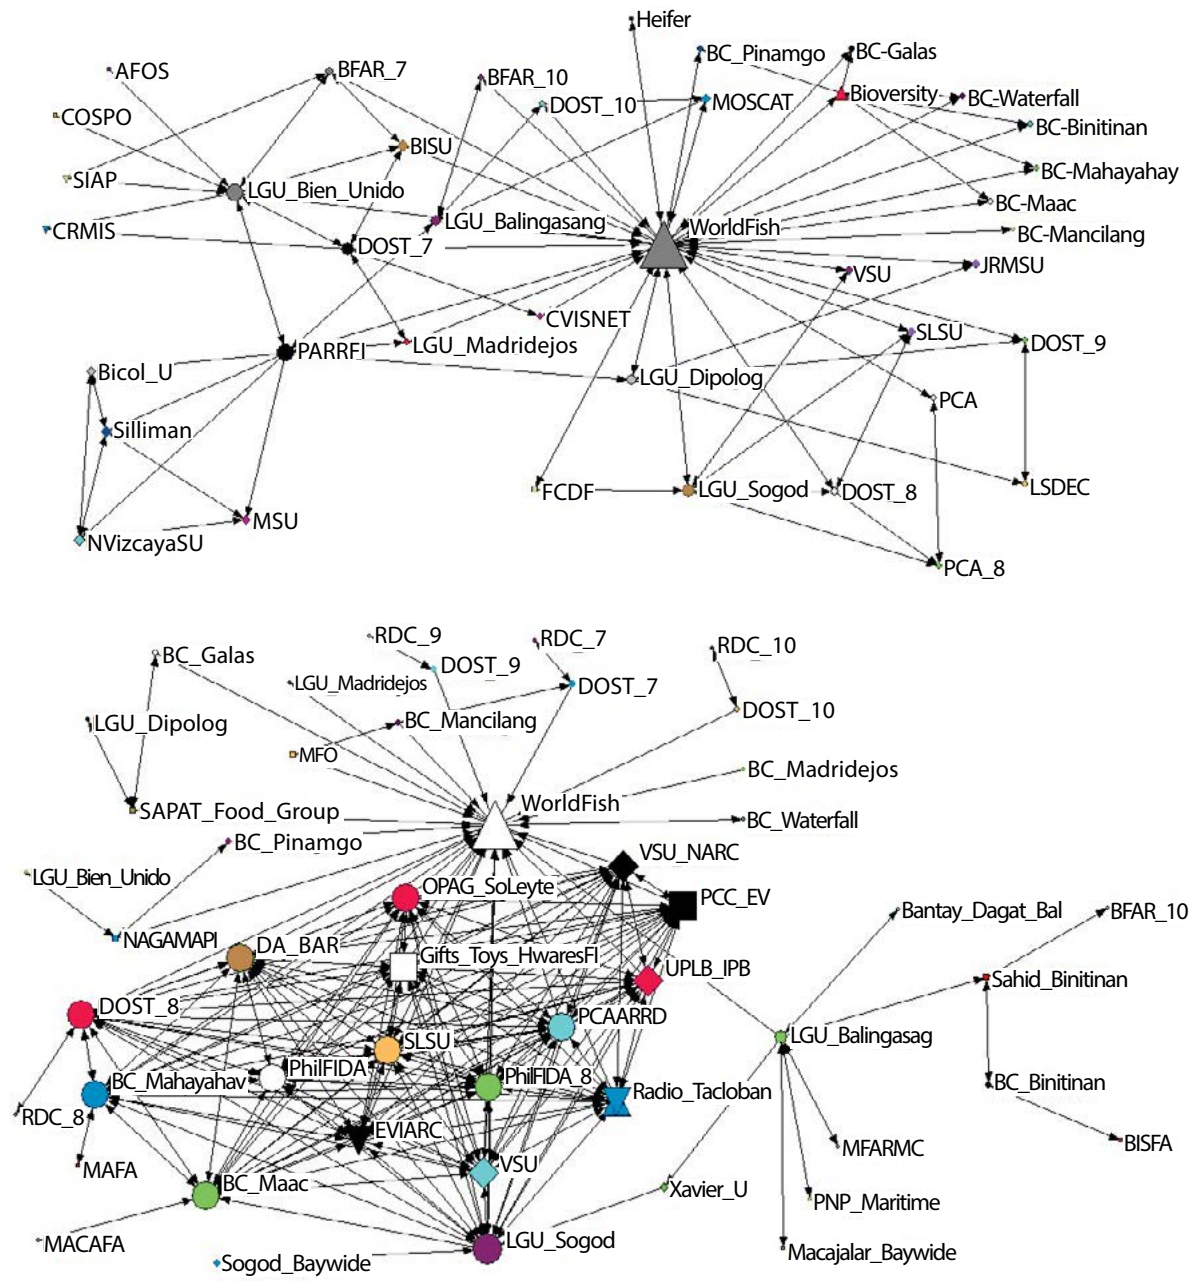 Heifer
BC_Pinamgo
BC-Galas
AFOS
BFAR_7
BFAR_10
DOST_10
MOSCAT
Bioversity
BC-Waterfall
COSPO
BC-Binitinan
BISU
SIAP
LGU_Bien_Unido
BC-Mahayahay
BC-Maac
CRMIS
LGU_Balingasang
WorldFish
BC-Mancilang
DOST_7
VSU
JRMSU
CVISNET
SLSU
PARRFI
LGU_Madridejos
DOST_9
Bicol_U
LGU_Dipolog
PCA
Silliman
FCDF
LGU_Sogod
DOST_8
LSDEC
MSU
NVizcayaSU
PCA_8
RDC_9
RDC_7
RDC_10
BC_Galas
DOST_9
LGU_Madridejos
DOST_7
LGU_Dipolog
BC_Mancilang
DOST_10
MFO
BC_Madridejos
SAPAT_Food_Group
WorldFish
BC_Waterfall
BC_Pinamgo
VSU_NARC
LGU_Bien_Unido
OPAG_SoLeyte
PCC_EV
Bantay_Dagat_Bal
BFAR_10
NAGAMAPI
DA_BAR
Gifts_Toys_HwaresFI
UPLB_IPB
Sahid_Binitinan
DOST_8
PCAARRD
SLSU
LGU_Balingasag
PhilFIDA
PhilFIDA_8
BC_Mahayahav
Radio_Tacloban
BC_Binitinan
RDC_8
EVIARC
MFARMC
BISFA
MAFA
BC_Maac
VSU
Xavier_U
PNP_Maritime
MACAFA
LGU_Sogod
Macajalar_Baywide
Sogod_Baywide